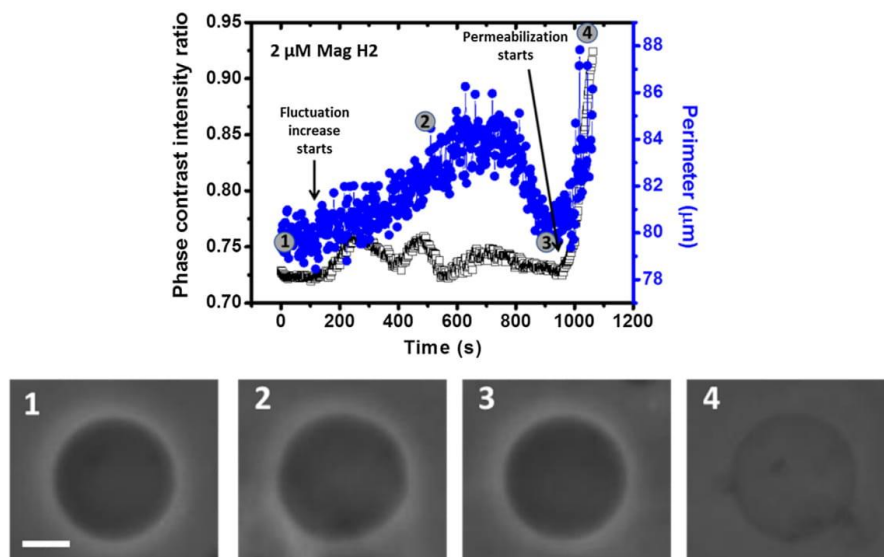 0.95
0.90
0.85
0.80
0.75
0.70
Phase contrast intensity ratio
2 μM Mag H2
Fluctuation
increase
starts
Permeabilization
starts
1
2
3
4
88
86
84
82
80
78
Perimeter (μm)
0 200 400 600 800 1000 1200
Time (s)
1
2
3
4